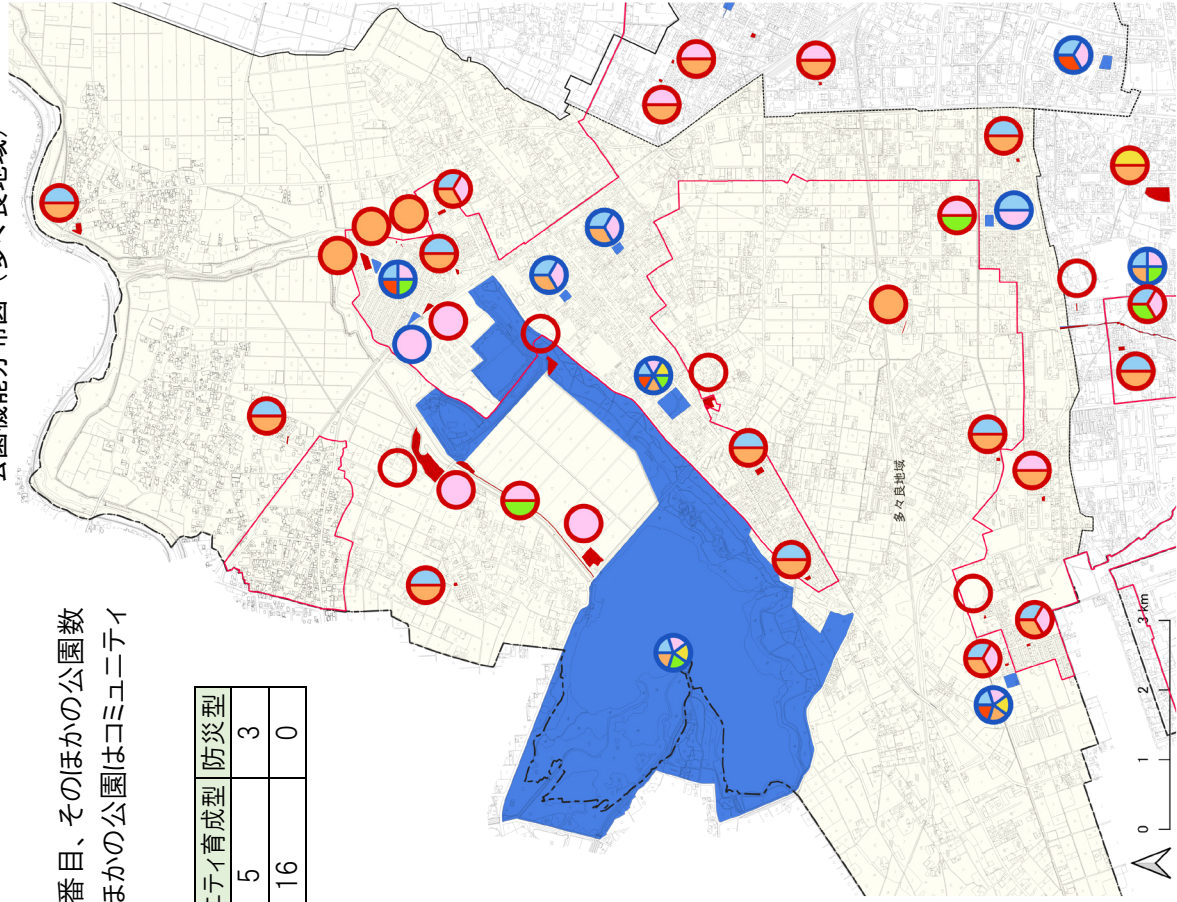 番目、そのほかの公園数
ほかの公園はコミュニティ
ティ育成型 防災型
5 3
16 0
多々良地域
0 1 2 3 km